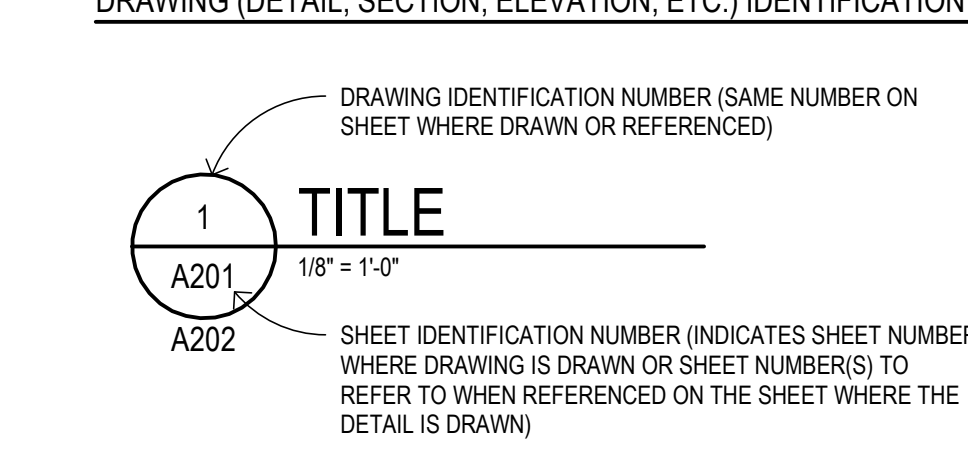 DRAWING (DETAIL, SECTION, ELEVATION, ETC.) IDENTIFICATION
DRAWING IDENTIFICATION NUMBER (SAME NUMBER ON
SHEET WHERE DRAWN OR REFERENCED)
1
TITLE
A201
1/8" = 1'-0"
A202
SHEET IDENTIFICATION NUMBER (INDICATES SHEET NUMBER
WHERE DRAWING IS DRAWN OR SHEET NUMBER(S) TO
REFER TO WHEN REFERENCED ON THE SHEET WHERE THE
DETAIL IS DRAWN)